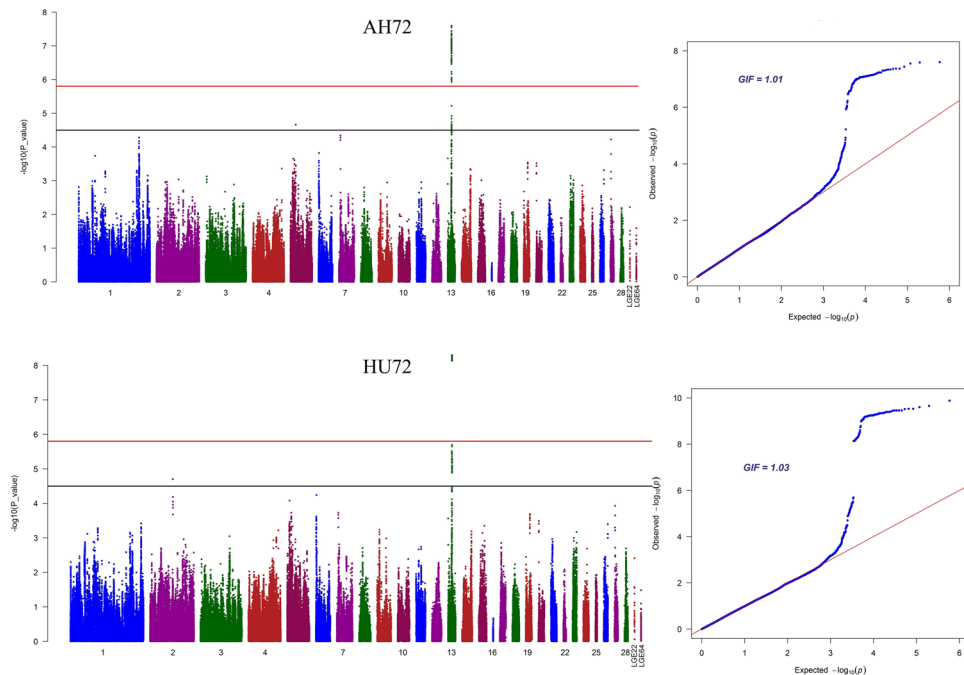 AH72
8
7
6
5
4
3
2
1
0
-log10(P_value)
1 2 3 4 5 7 10 13 16 19 22 25 28 LGE22 LGE64
GIF = 1.01
8
6
4
2
0
Observed −log10(p)
0 1 2 3 4 5 6
Expected −log10(p)
HU72
8
7
6
5
4
3
2
1
0
-log10(P_value)
1 2 3 4 5 7 10 13 16 19 22 25 28 LGE22 LGE64
GIF = 1.03
10
8
6
4
2
0
Observed −log10(p)
0 1 2 3 4 5 6
Expected −log10(p)